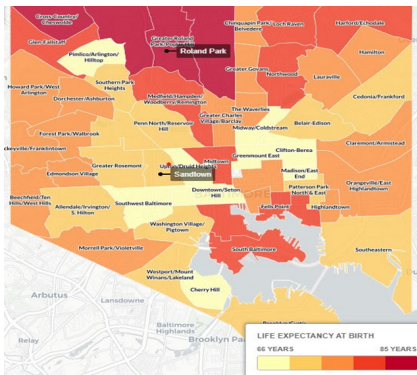 Cross-Country/
Cheswolde
Chinquapin Park/
Belvedere
Loch Raven
Harford/Echodale
Glen-Fallstaff
Greater Roland
Roland Park
Hamilton
Pimlico/Arlington/
Hilltop
Greater Govans
Northwood
Lauraville
Southern Park
Heights
Howard Park/West
Arlington
Dorchester/Ashburton
Medfield/Hampden/
Woodberry/Remington
Cedonia/Frankford
The Waverlies
Greater Charles
Village/Barclay
Penn North/Reservoir
Hill
Midway/Coldstream
Belair-Edison
Forest Park/Walbrook
Claremont/Armistead
Clifton-Berea
Greenmount East
Midtown
Greater Rosemont
Edmondson Village
Sandtown
Madison/East
End
Orangeville/East
Highlandtown
Patterson Park
North & East
Downtown/Seton
Hill
Beechfield/Ten
Hills/West Hills
Allendale/Irvington/
S. Hilton
Southwest Baltimore
Fells Point
Highlandtown
Washington Village/
Pigtown
Morrell Park/Violetville
South Baltimore
Southeastern
Westport/Mount
Winans/Lakeland
Cherry Hill
Arbutus
Lansdowne
Baltimore
Highlands
Relay
Brooklyn Pa
LIFE EXPECTANCY AT BIRTH
66 YEARS
85 YEARS